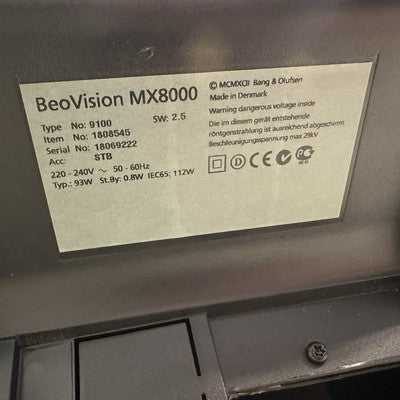 BeoVision MX8000
Type No: 9100 SW: 2.5
Item No: 1808545
Serial No: 18069222
Acc: STB
220 - 240V ~ 50 - 60Hz
Typ.: 93W St.By: 0.8W IEC65: 112W
© MCMXCII Bang & Olufsen
Made in Denmark
Warning dangerous voltage inside
Die im diesem gerät entstehende
röntgenstrahlung ist ausreichend abgeschirmt.
Beschleunigungsspannung max 29kV
D CE